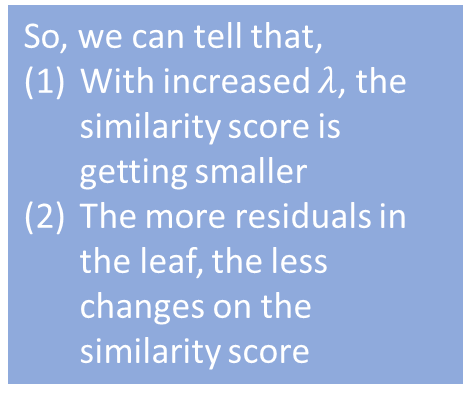 So, we can tell that,
(1) With increased λ, the
similarity score is
getting smaller
(2) The more residuals in
the leaf, the less
changes on the
similarity score